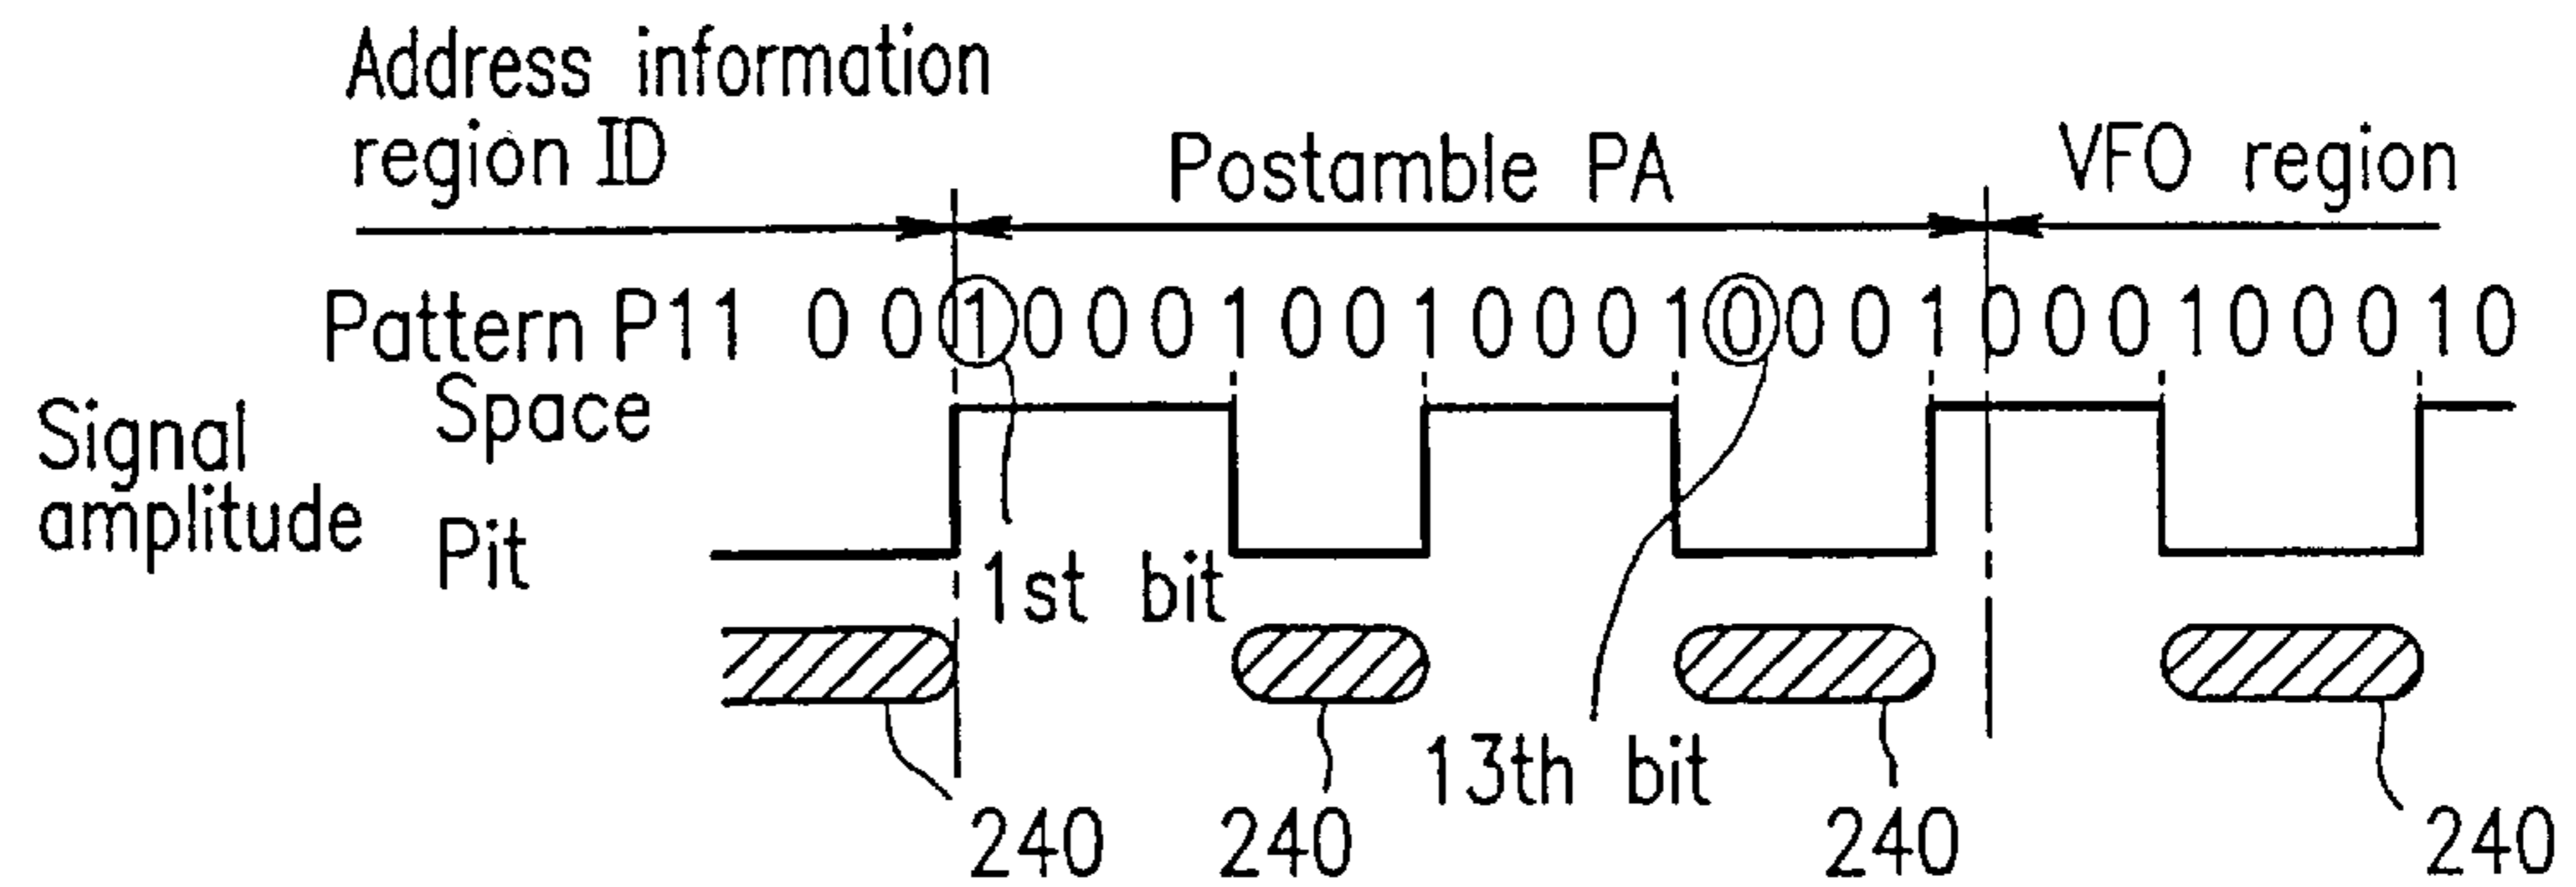 Address information
region ID
Postamble PA
VFO region
Pattern P11 0 0 1 0 0 0 1 0 0 1 0 0 0 1 0 0 0 1 0 0 0 1 0 0 0 1 0
Signal
amplitude
Space
Pit
1st bit
13th bit
240
240
240
240